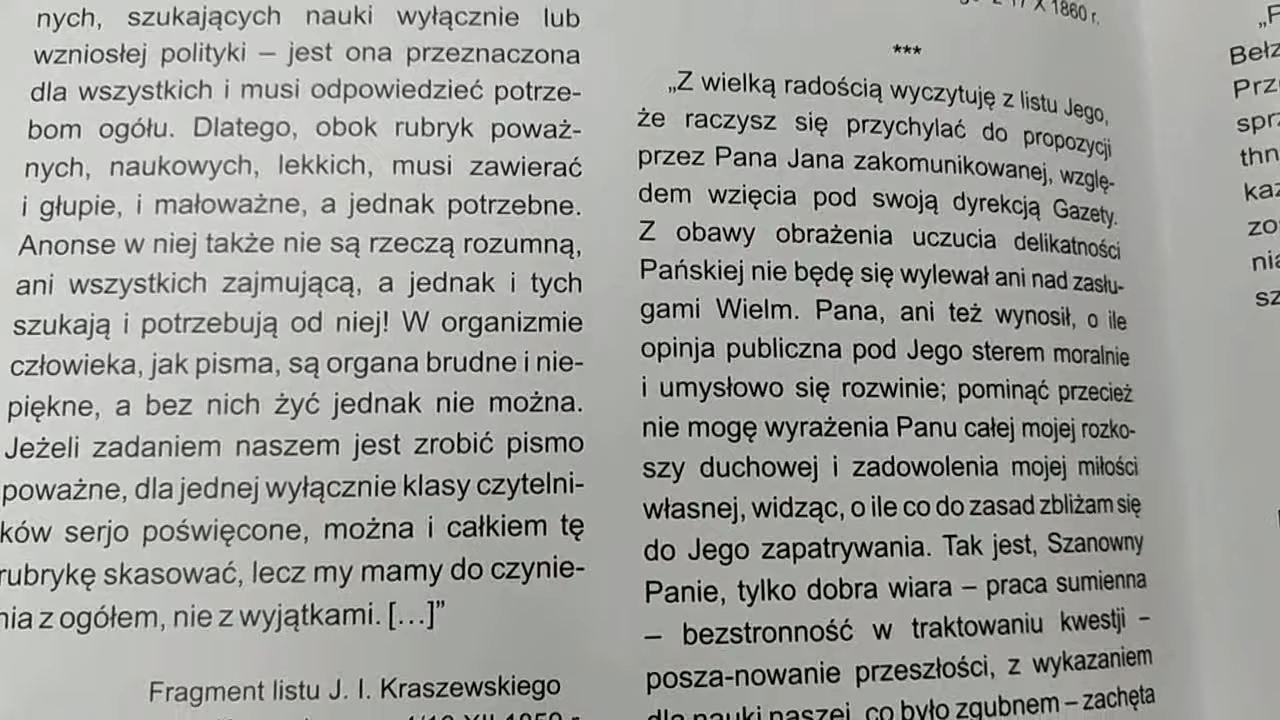 nych, szukających nauki wyłącznie lub
wzniosłej polityki – jest ona przeznaczona
dla wszystkich i musi odpowiedzieć potrze-
bom ogółu. Dlatego, obok rubryk poważ-
nych, naukowych, lekkich, musi zawierać
i głupie, i małoważne, a jednak potrzebne.
Anonse w niej także nie są rzeczą rozumną,
ani wszystkich zajmującą, a jednak i tych
szukają i potrzebują od niej! W organizmie
człowieka, jak pisma, są organa brudne i nie-
piękne, a bez nich żyć jednak nie można.
Jeżeli zadaniem naszem jest zrobić pismo
poważne, dla jednej wyłącznie klasy czytelni-
ków serjo poświęcone, można i całkiem tę
rubrykę skasować, lecz my mamy do czynie-
nia z ogółem, nie z wyjątkami. […]”
Fragment listu J. I. Kraszewskiego
X 1860 r.
***
„Z wielką radością wyczytuję z listu Jego,
że raczysz się przychylać do propozycji
przez Pana Jana zakomunikowanej, wzglę-
dem wzięcia pod swoją dyrekcją Gazety.
Z obawy obrażenia uczucia delikatności
Pańskiej nie będę się wylewał ani nad zasłu-
gami Wielm. Pana, ani też wynosił, o ile
opinja publiczna pod Jego sterem moralnie
i umysłowo się rozwinie; pominąć przecież
nie mogę wyrażenia Panu całej mojej rozko-
szy duchowej i zadowolenia mojej miłości
własnej, widząc, o ile co do zasad zbliżam się
do Jego zapatrywania. Tak jest, Szanowny
Panie, tylko dobra wiara – praca sumienna
– bezstronność w traktowaniu kwestji –
posza-nowanie przeszłości, z wykazaniem
dla nauki naszej, co było zgubnem – zachęta